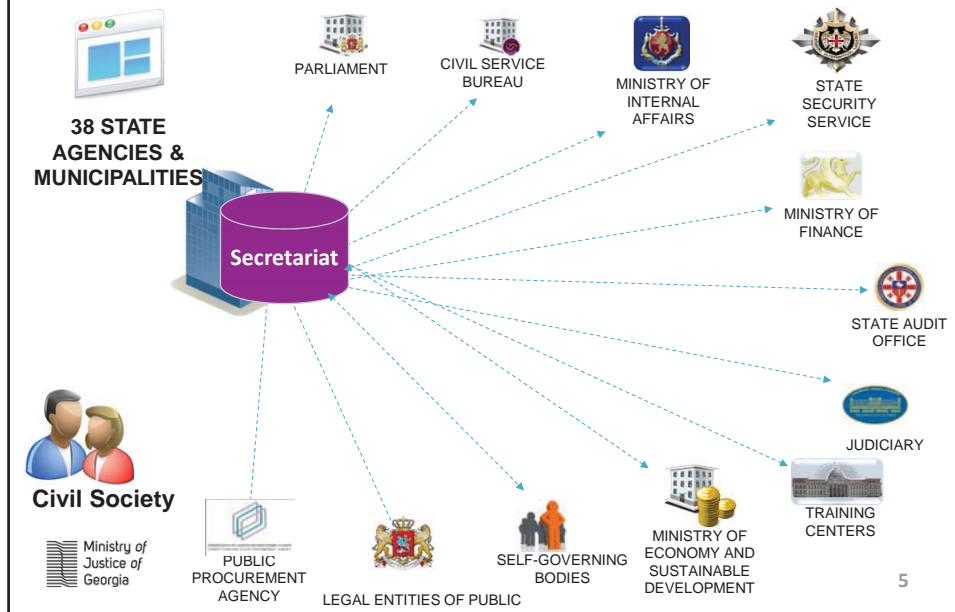 PARLIAMENT
CIVIL SERVICE
BUREAU
MINISTRY OF
INTERNAL
AFFAIRS
STATE
SECURITY
SERVICE
38 STATE
AGENCIES &
MUNICIPALITIES
MINISTRY OF
FINANCE
Secretariat
STATE AUDIT
OFFICE
JUDICIARY
Civil Society
TRAINING
CENTERS
Ministry of
Justice of
Georgia
PUBLIC
PROCUREMENT
AGENCY
LEGAL ENTITIES OF PUBLIC
SELF-GOVERNING
BODIES
MINISTRY OF
ECONOMY AND
SUSTAINABLE
DEVELOPMENT
5